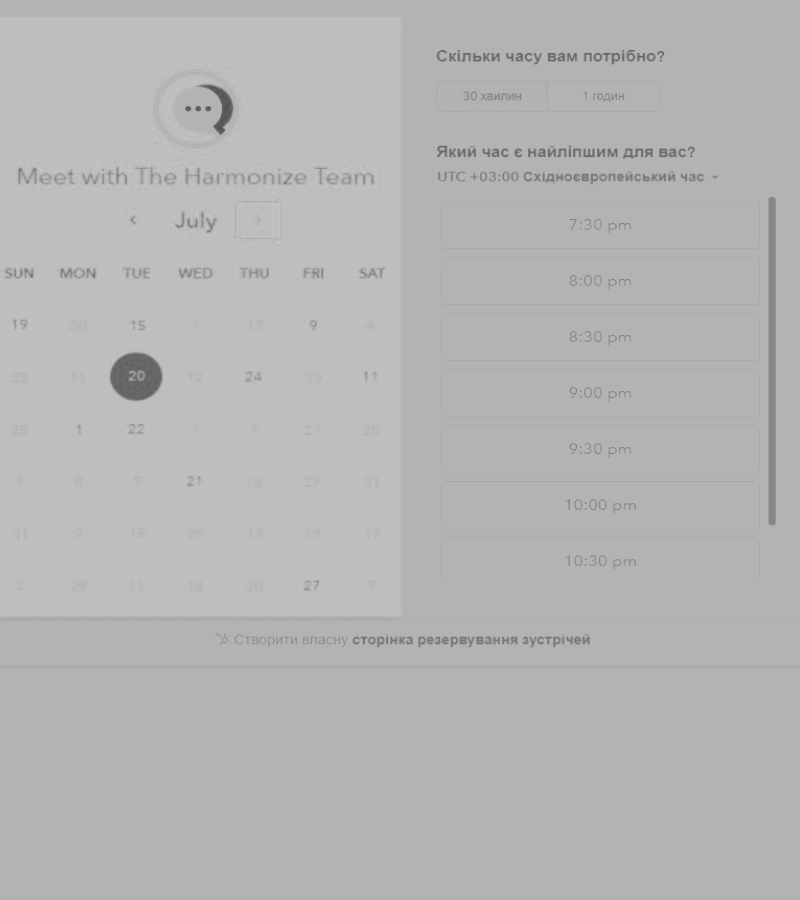 Meet with The Harmonize Team
July
SUN MON TUE WED THU FRI SAT
19 20 15 1 17 9 4
28 11 20 12 24 10 11
28 1 22 27 20
1 8 9 21 18 27 31
31 2 15 29 17 19 17
2 29 11 18 20 27 9
Скільки часу вам потрібно?
30 хвилин 1 годин
Який час є найліпшим для вас?
UTC +03:00 Східноєвропейський час
7:30 pm
8:00 pm
8:30 pm
9:00 pm
9:30 pm
10:00 pm
10:30 pm
Створити власну сторінка резервування зустрічей